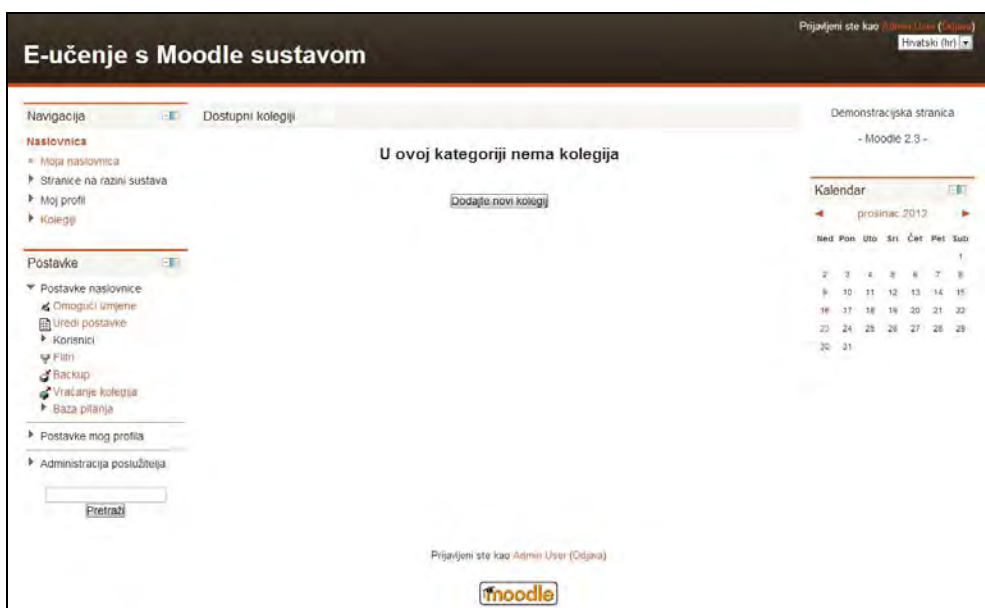 Prijavljeni ste kao Admin User (Odjava)
Hrvatski (hr)
E-učenje s Moodle sustavom
Navigacija
Naslovnica
Moja naslovnica
Stranice na razini sustava
Moj profil
Kolegiji
Postavke
Postavke naslovnice
Omogući izmjene
Uredi postavke
Korisnici
Filtri
Backup
Vraćanje kolegija
Baza pitanja
Postavke mog profila
Administracija poslužitelja
Pretraži
Dostupni kolegiji
U ovoj kategoriji nema kolegija
Dodajte novi kolegij
Demonstracijska stranica
- Moodle 2.3 -
Kalendar
prosinac 2012
Ned Pon Uto Sri Čet Pet Sub
1
2 3 4 5 6 7 8
9 10 11 12 13 14 15
16 17 18 19 20 21 22
23 24 25 26 27 28 29
30 31
Prijavljeni ste kao Admin User (Odjava)
moodle